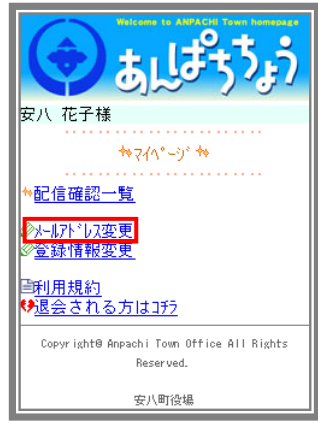 Welcome to ANPACHI Town homepage
あんぱちちょう
安八 花子様
ﾏｲﾍﾟｰｼﾞ
配信確認一覧
ﾒｰﾙｱﾄﾞﾚｽ変更
登録情報変更
利用規約
退会される方はｺﾁﾗ
Copyright@ Anpachi Town Office All Rights
Reserved.
安八町役場